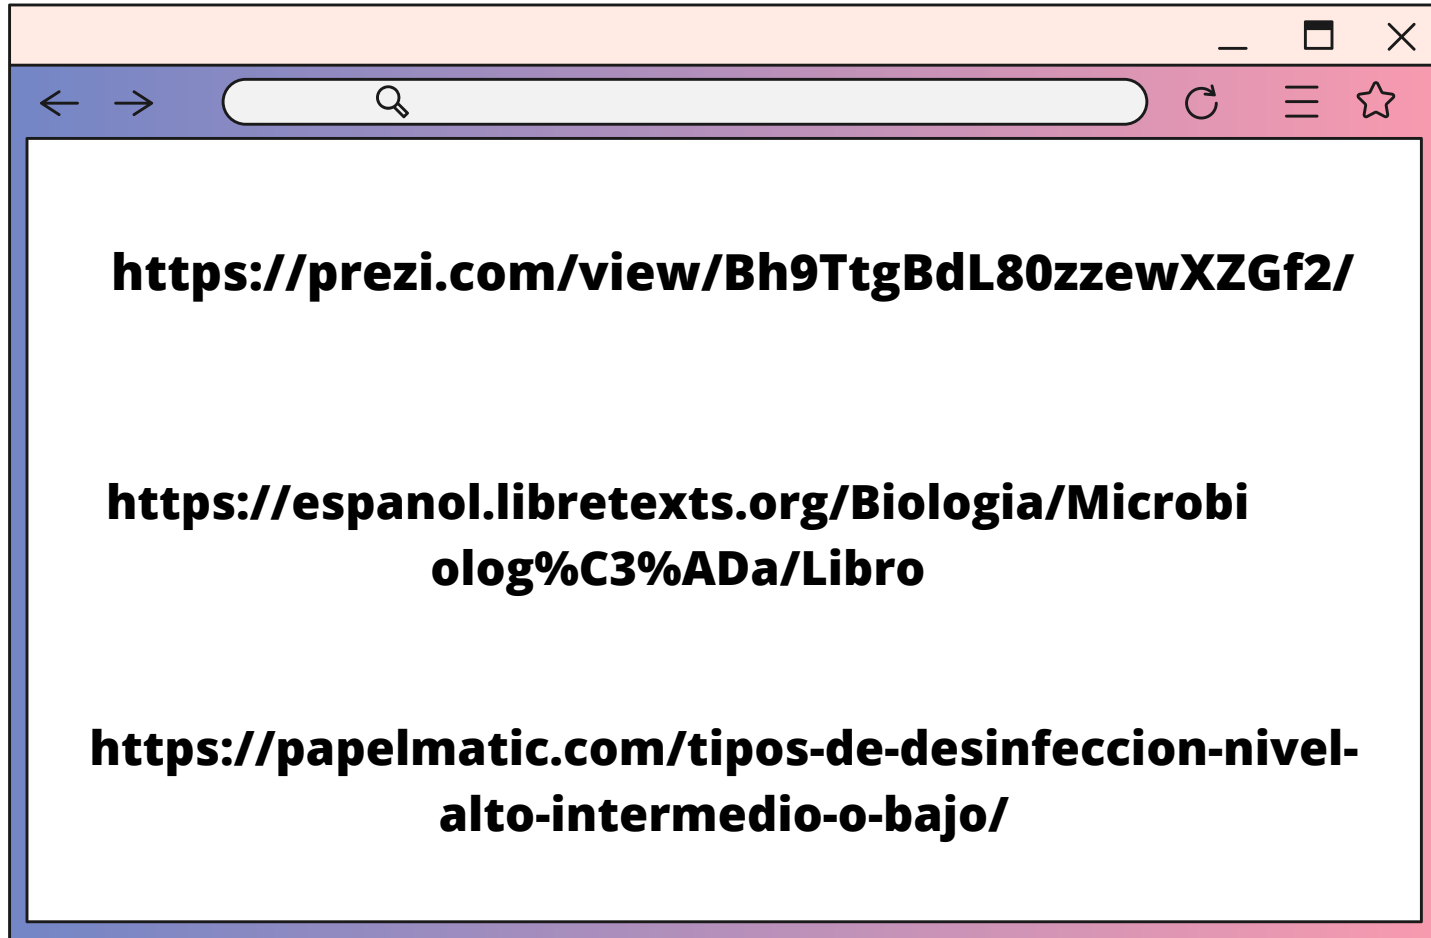 https://prezi.com/view/Bh9TtgBdL80zzewXZGf2/
https://espanol.libretexts.org/Biologia/Microbi
olog%C3%ADa/Libro
https://papelmatic.com/tipos-de-desinfeccion-nivel-
alto-intermedio-o-bajo/